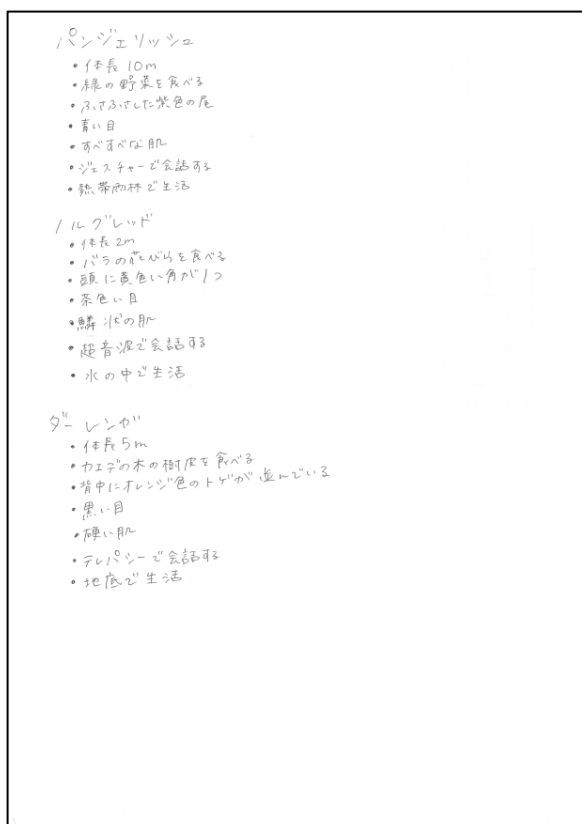 パンジェリッシュ
・体長 10m
・緑の野菜を食べる
・ふさふさした紫色の尾
・青い目
・すべすべな肌
・ジェスチャーで会話する
・熱帯雨林で生活
ノルグレッド
・体長 2m
・バラの花びらを食べる
・頭に黄色い角が1つ
・茶色い目
・鱗状の肌
・超音波で会話する
・水の中で生活
ダーレンガ
・体長 5m
・カエデの木の樹皮を食べる
・背中にオレンジ色のトゲが並んでいる
・黒い目
・硬い肌
・テレパシーで会話する
・地底で生活